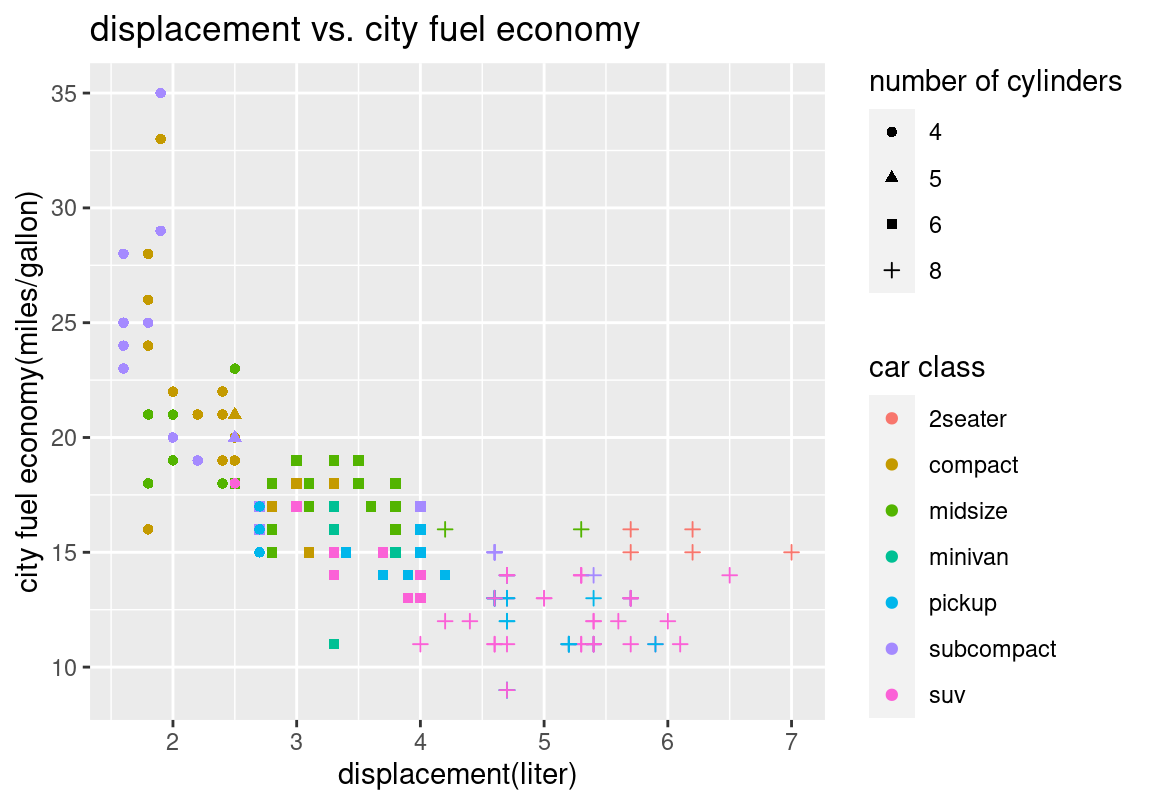 displacement vs. city fuel economy
city fuel economy(miles/gallon)
35
30
25
20
15
10
2 3 4 5 6 7
displacement(liter)
number of cylinders
4
5
6
8
car class
2seater
compact
midsize
minivan
pickup
subcompact
suv